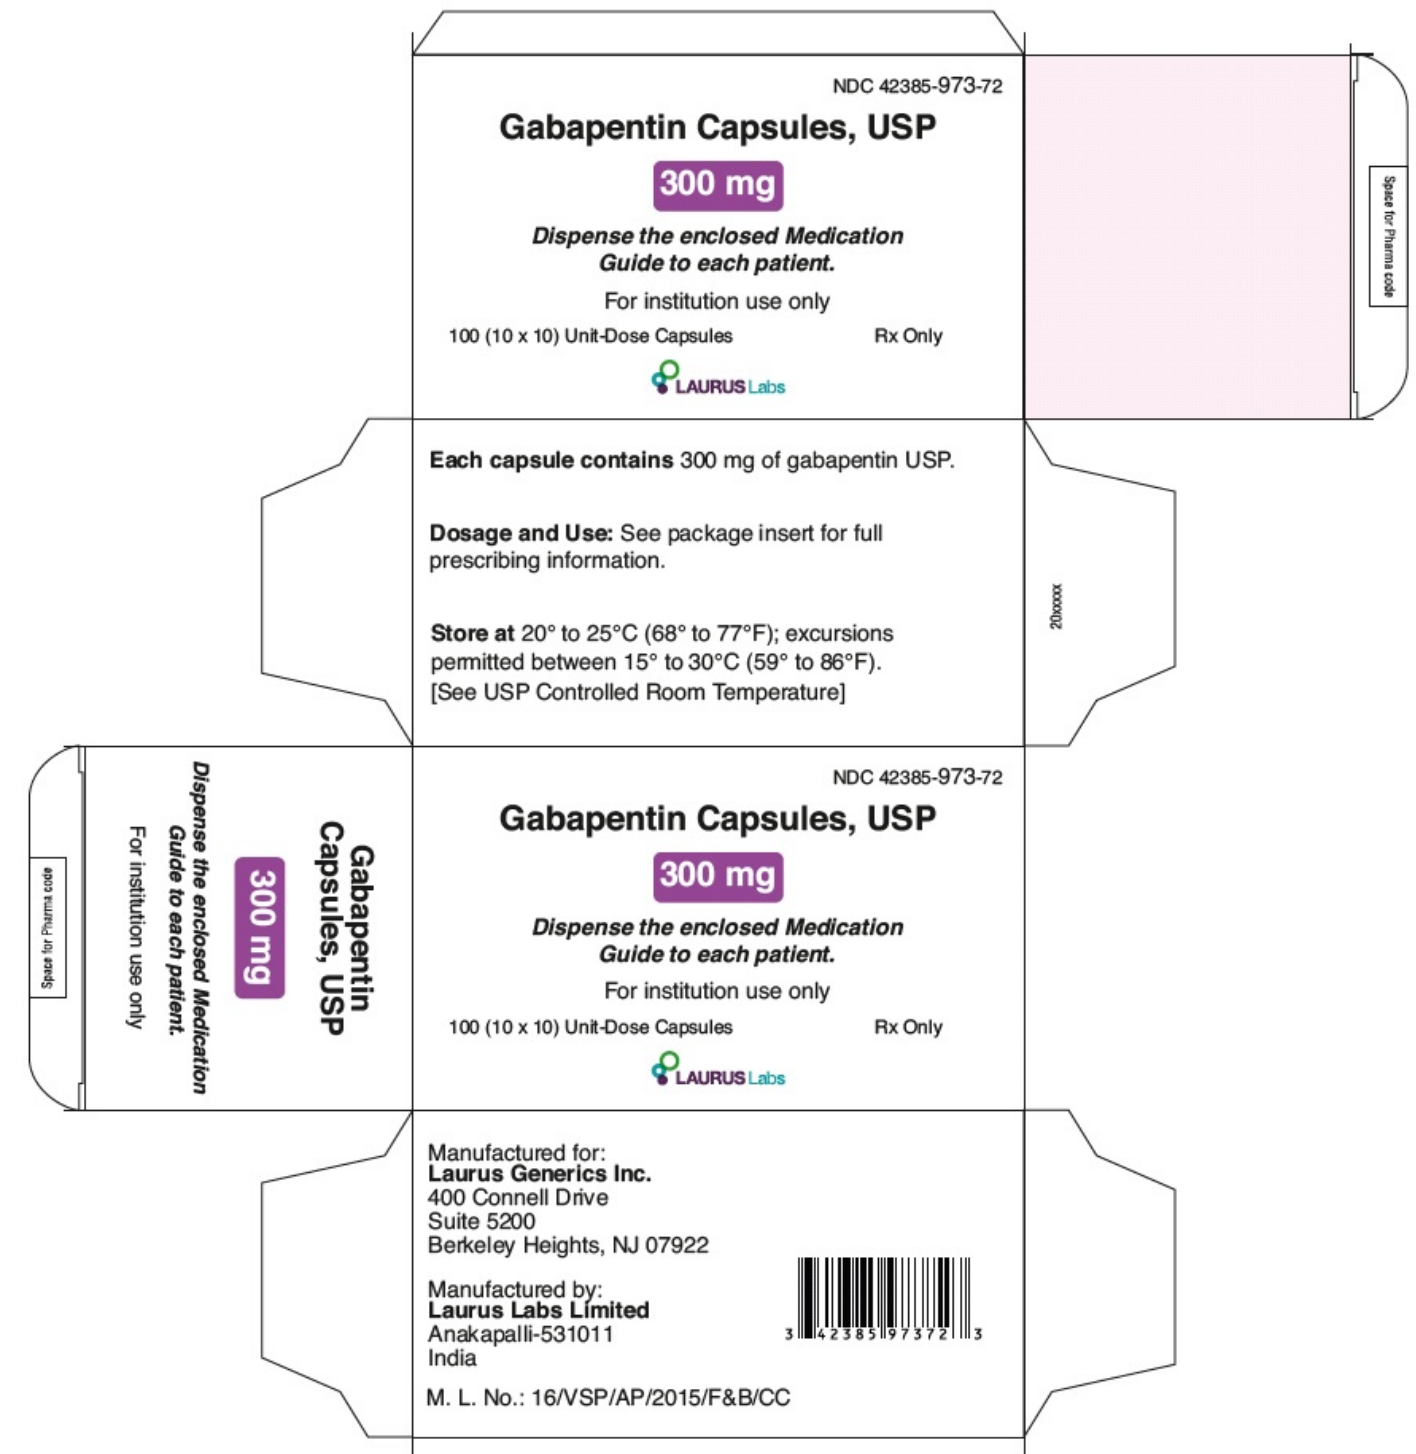 NDC 42385-973-72
Gabapentin Capsules, USP
300 mg
Dispense the enclosed Medication
Guide to each patient.
For institution use only
100 (10 x 10) Unit-Dose Capsules Rx Only
LAURUS Labs
Space for Pharma code
Each capsule contains 300 mg of gabapentin USP.
Dosage and Use: See package insert for full
prescribing information.
Store at 20° to 25°C (68° to 77°F); excursions
permitted between 15° to 30°C (59° to 86°F).
[See USP Controlled Room Temperature]
20xxxxx
Space for Pharma code
Gabapentin
Capsules, USP
300 mg
Dispense the enclosed Medication
Guide to each patient.
For institution use only
NDC 42385-973-72
Gabapentin Capsules, USP
300 mg
Dispense the enclosed Medication
Guide to each patient.
For institution use only
100 (10 x 10) Unit-Dose Capsules Rx Only
LAURUS Labs
Manufactured for:
Laurus Generics Inc.
400 Connell Drive
Suite 5200
Berkeley Heights, NJ 07922
Manufactured by:
Laurus Labs Limited
Anakapalli-531011
India
M. L. No.: 16/VSP/AP/2015/F&B/CC
3 42385 97372 3